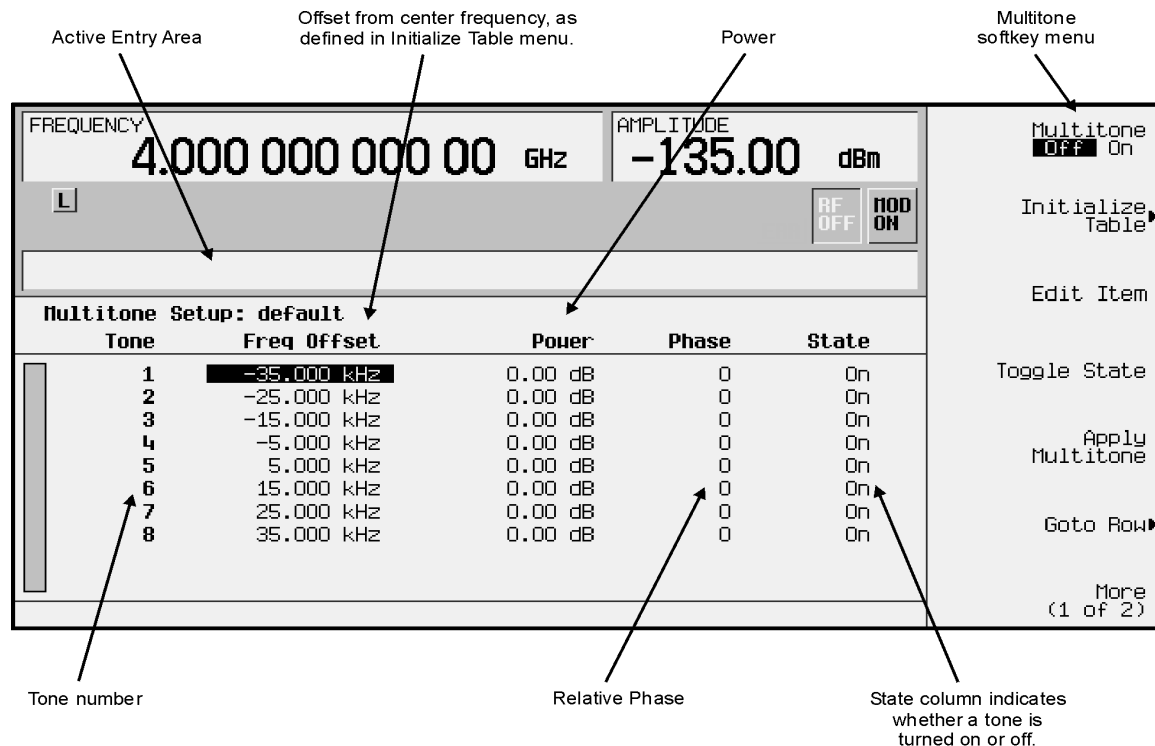 Active Entry Area
Offset from center frequency, as
defined in Initialize Table menu.
Power
Multitone
softkey menu
FREQUENCY
4.000 000 000 00 GHz
AMPLITUDE
-135.00 dBm
L
RF
OFF
MOD
ON
Multitone
Off On
Initialize
Table
Edit Item
Toggle State
Apply
Multitone
Goto Row
More
(1 of 2)
Multitone Setup: default
Tone Freq Offset Power Phase State
1 -35.000 kHz 0.00 dB 0 On
2 -25.000 kHz 0.00 dB 0 On
3 -15.000 kHz 0.00 dB 0 On
4 -5.000 kHz 0.00 dB 0 On
5 5.000 kHz 0.00 dB 0 On
6 15.000 kHz 0.00 dB 0 On
7 25.000 kHz 0.00 dB 0 On
8 35.000 kHz 0.00 dB 0 On
Tone number
Relative Phase
State column indicates
whether a tone is
turned on or off.